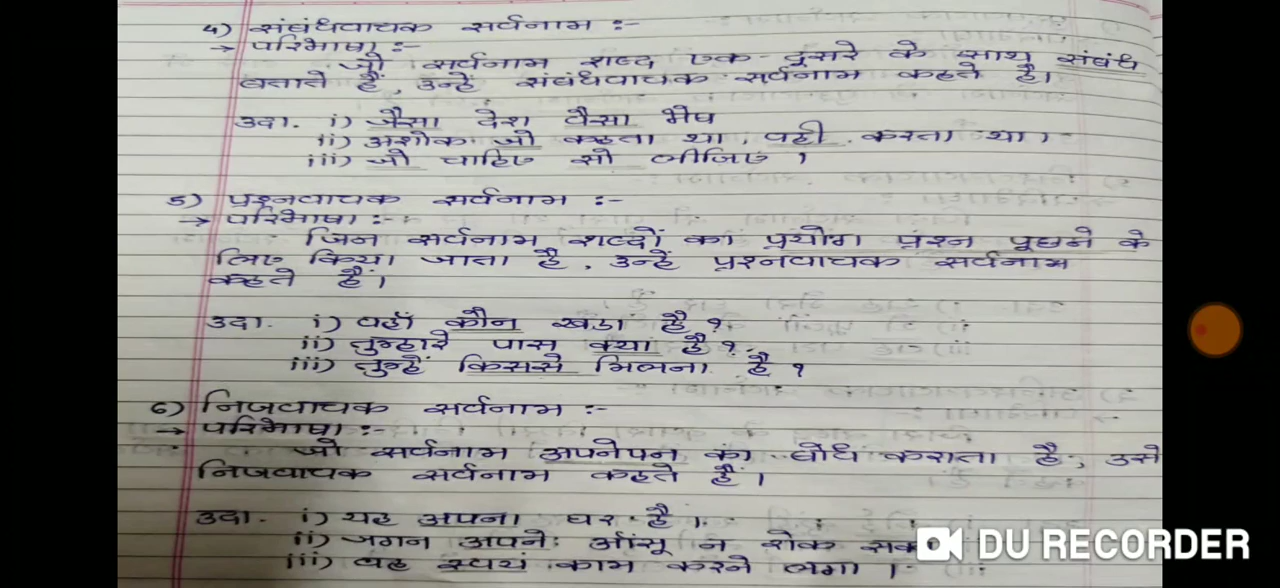 4) संबंधवाचक सर्वनाम :-
→ परिभाषा :-
जो सर्वनाम शब्द एक-दुसरे के साथ संबंध
बताते हैं, उन्हें संबंधवाचक सर्वनाम कहते है।
उदा. i) जैसा देश वैसा भेष
ii) अशोक जो कहता था, वही करता था।
iii) जो चाहिए सो लीजिए।
5) प्रश्नवाचक सर्वनाम :-
→ परिभाषा :-
जिन सर्वनाम शब्दों का प्रयोग प्रश्न पूछने के
लिए किया जाता है, उन्हें प्रश्नवाचक सर्वनाम
कहते हैं।
उदा. i) वहाँ कौन खडा है?
ii) तुम्हारे पास क्या है?
iii) तुम्हें किससे मिलना है?
6) निजवाचक सर्वनाम :-
→ परिभाषा :-
जो सर्वनाम अपनेपन का बोध कराता है, उसे
निजवाचक सर्वनाम कहते हैं।
उदा. i) यह अपना घर है।
ii) जगन अपने आंसू न रोक
iii) वह स्वयं काम करने लगा।
DU RECORDER